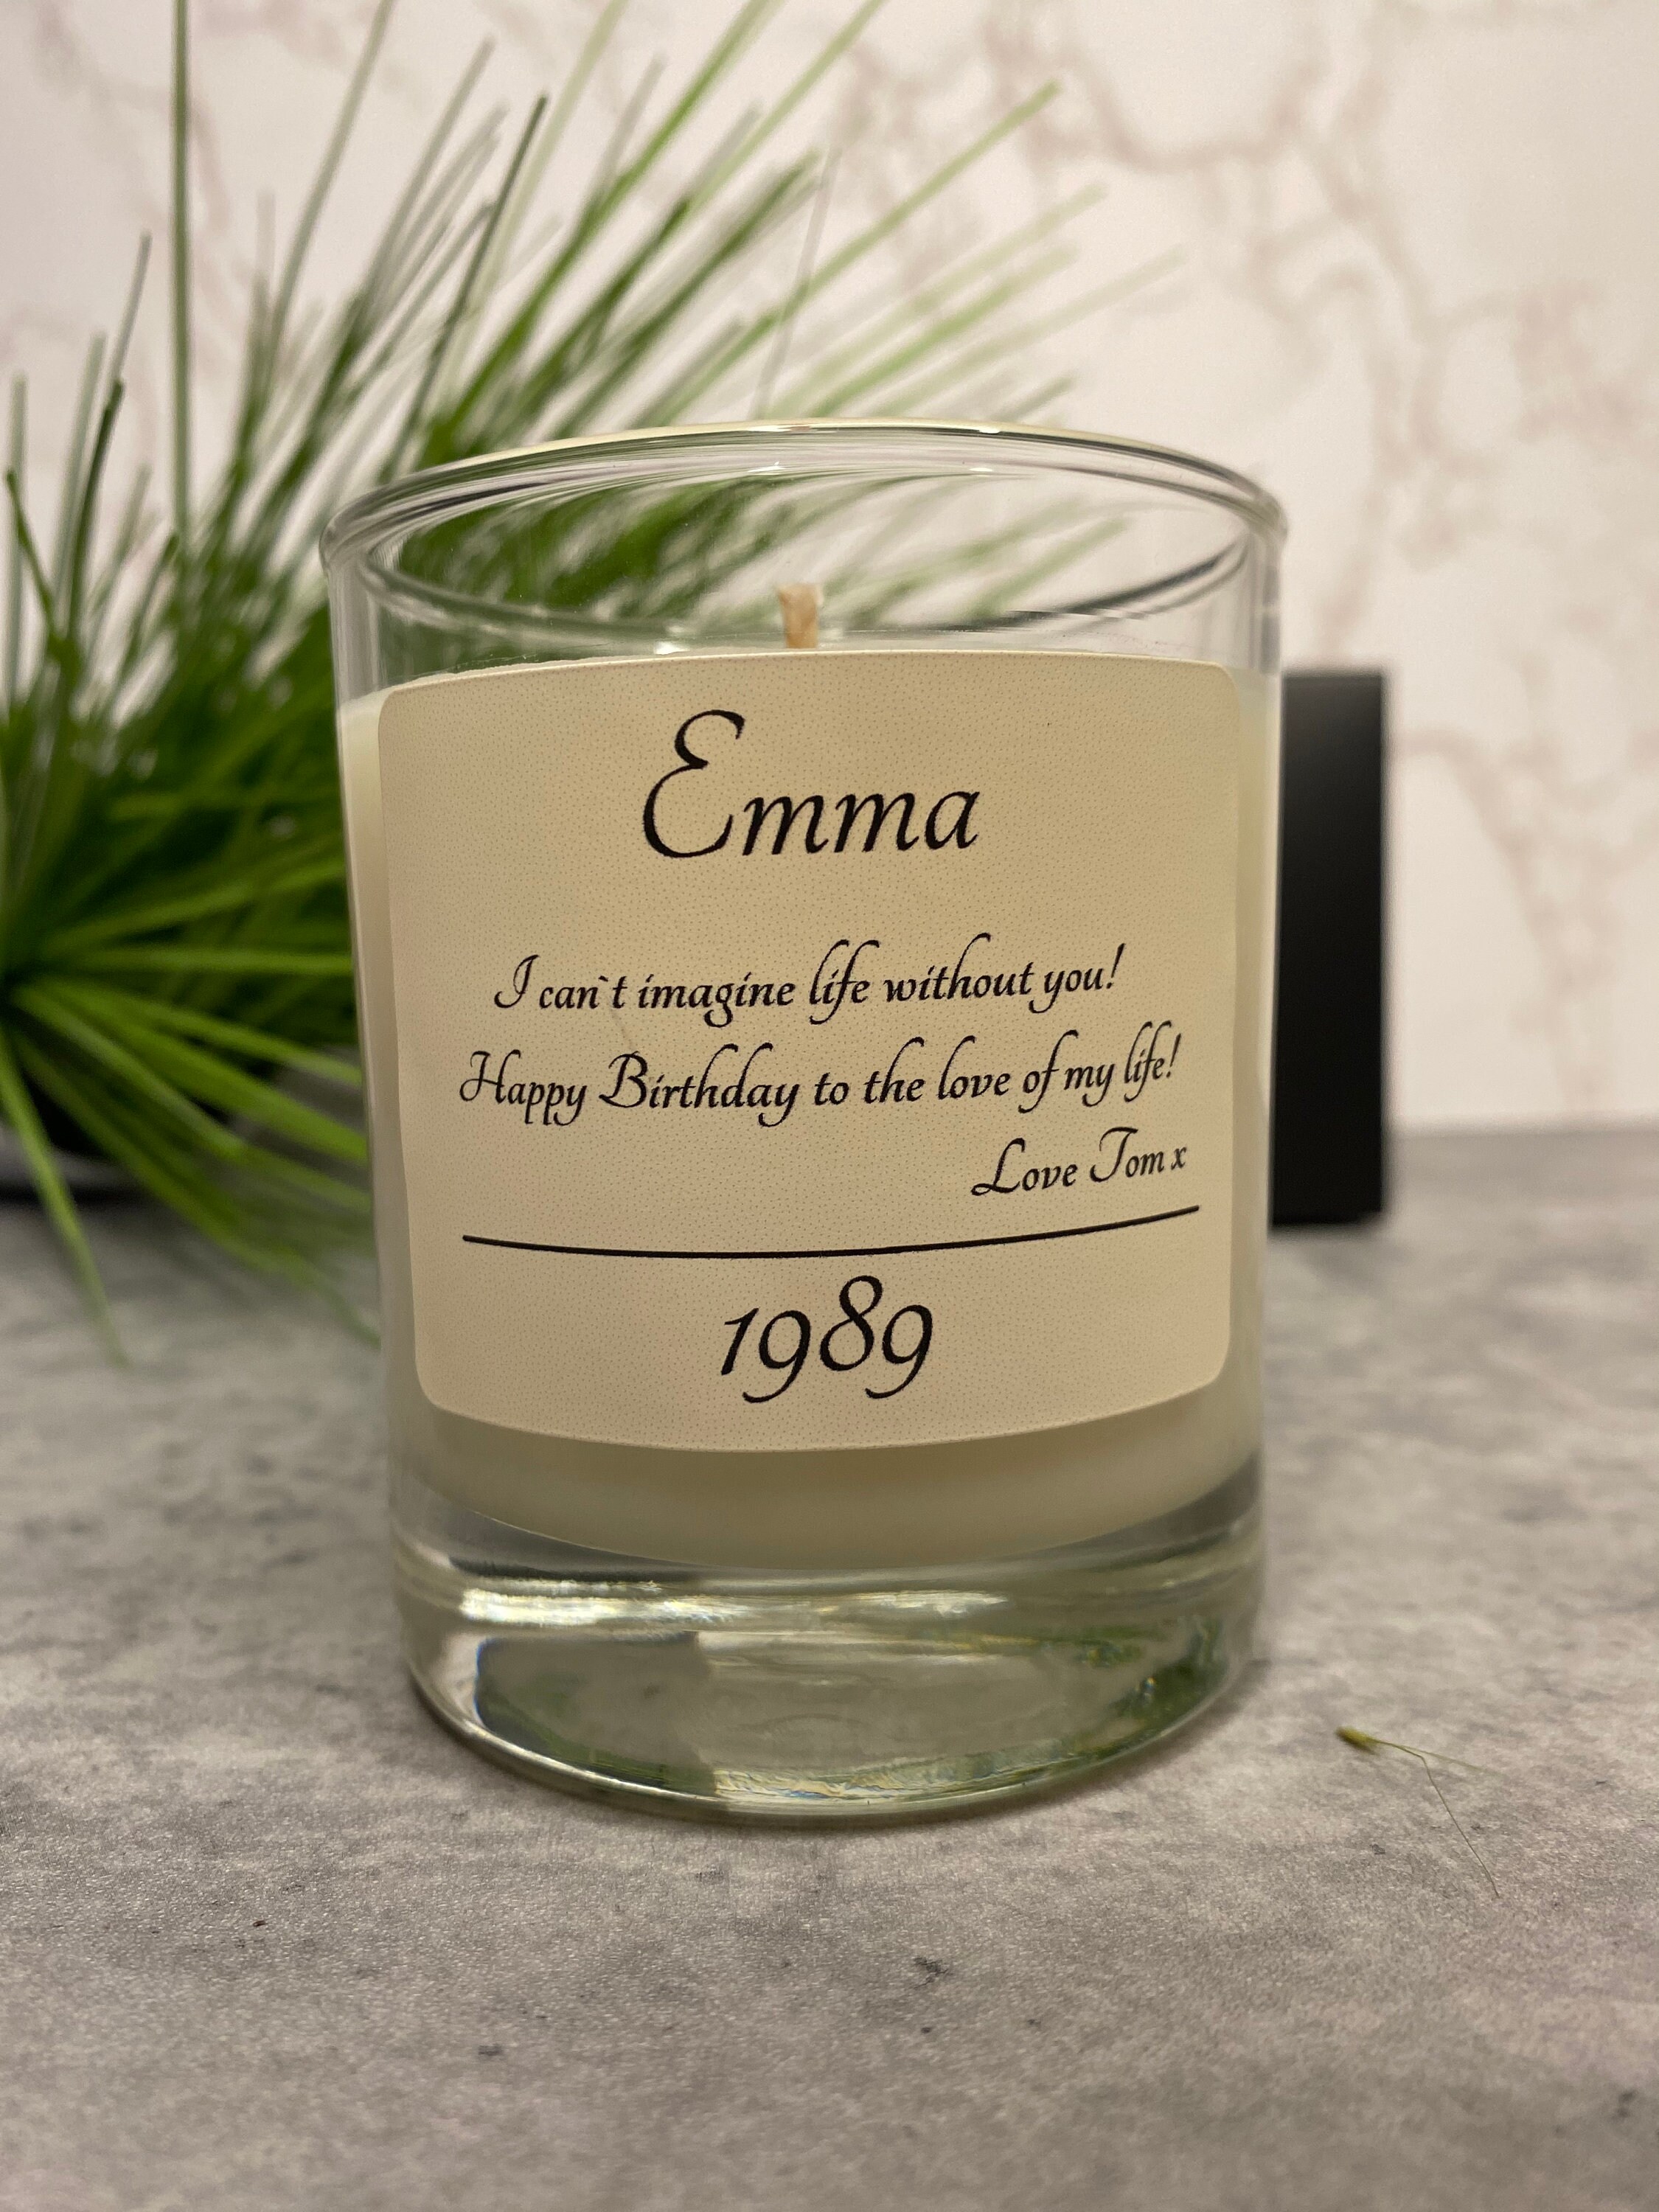 Emma
I can`t imagine life without you!
Happy Birthday to the love of my life!
Love Tom x
1989